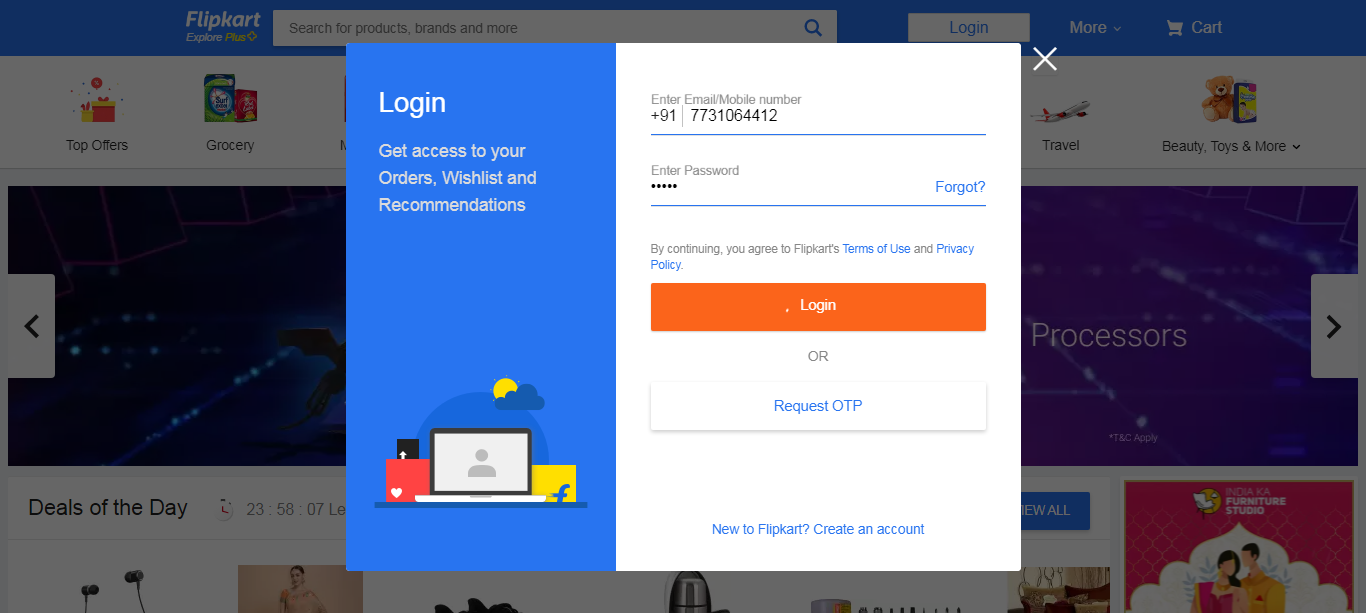 Flipkart
Explore Plus
Search for products, brands and more
Login
More
Cart
Top Offers
Grocery
M
Travel
Beauty, Toys & More
Login
Get access to your
Orders, Wishlist and
Recommendations
Enter Email/Mobile number
+91 7731064412
Enter Password
•••••
Forgot?
By continuing, you agree to Flipkart's Terms of Use and Privacy
Policy.
Login
OR
Request OTP
New to Flipkart? Create an account
Processors
*T&C Apply
Deals of the Day
23 : 58 : 07 Le
IEW ALL
INDIA KA
FURNITURE
STUDIO